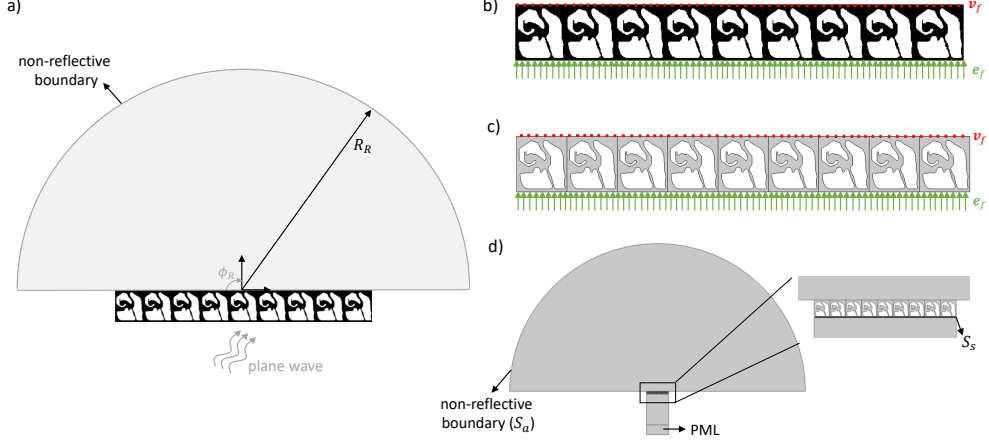 a)
non-reflective
boundary
R_R
ϕ_R
plane wave
b)
v_f
e_f
c)
v_f
e_f
d)
S_s
non-reflective
boundary (S_a)
PML